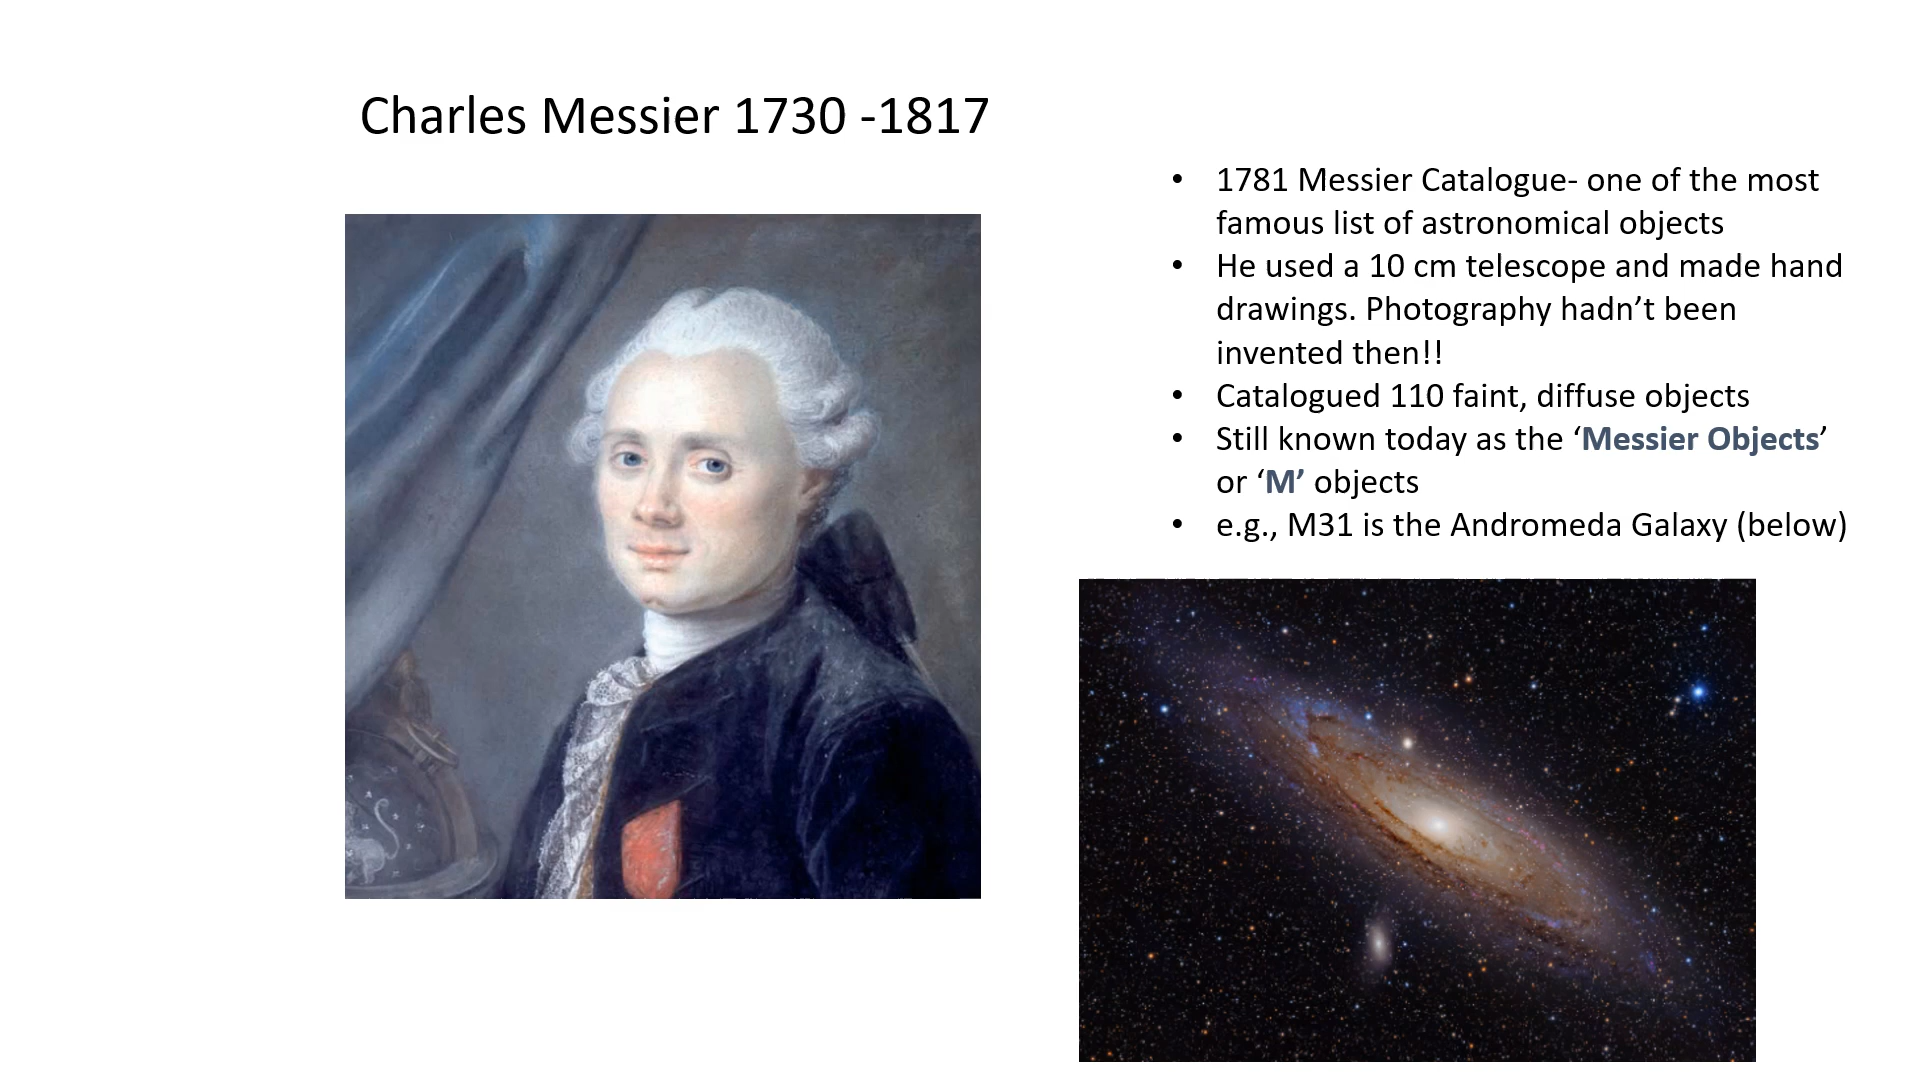 Charles Messier 1730 -1817
• 1781 Messier Catalogue- one of the most
famous list of astronomical objects
• He used a 10 cm telescope and made hand
drawings. Photography hadn’t been
invented then!!
• Catalogued 110 faint, diffuse objects
• Still known today as the ‘Messier Objects’
or ‘M’ objects
• e.g., M31 is the Andromeda Galaxy (below)